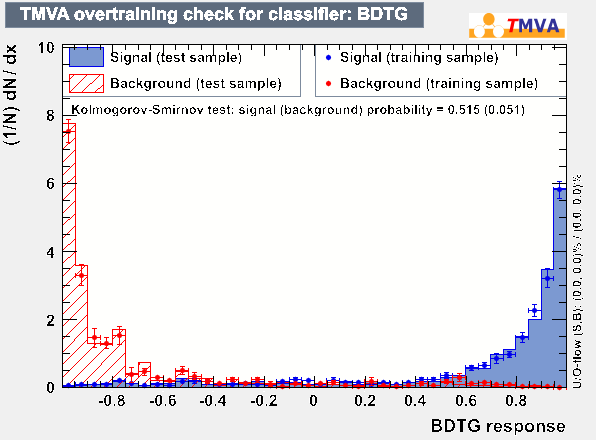 TMVA overtraining check for classifier: BDTG
TMVA
Signal (test sample)
Background (test sample)
Signal (training sample)
Background (training sample)
Kolmogorov-Smirnov test: signal (background) probability = 0.515 (0.051)
(1/N) dN / dx
10
8
6
4
2
0
-0.8 -0.6 -0.4 -0.2 0 0.2 0.4 0.6 0.8
BDTG response
U/O-flow (S,B): (0.0, 0.0)% / (0.0, 0.0)%